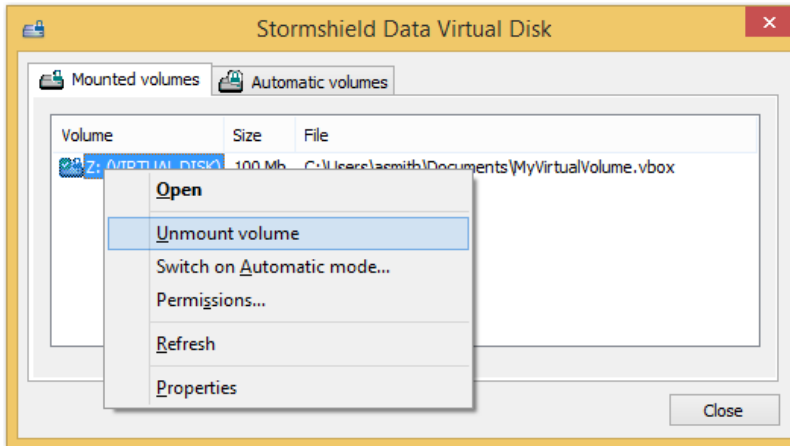 Stormshield Data Virtual Disk
Mounted volumes Automatic volumes
Volume Size File
Z: (VIRTUAL DISK) 100 Mb C:\Users\asmith\Documents\MyVirtualVolume.vbox
Open
Unmount volume
Switch on Automatic mode...
Permissions...
Refresh
Properties
Close